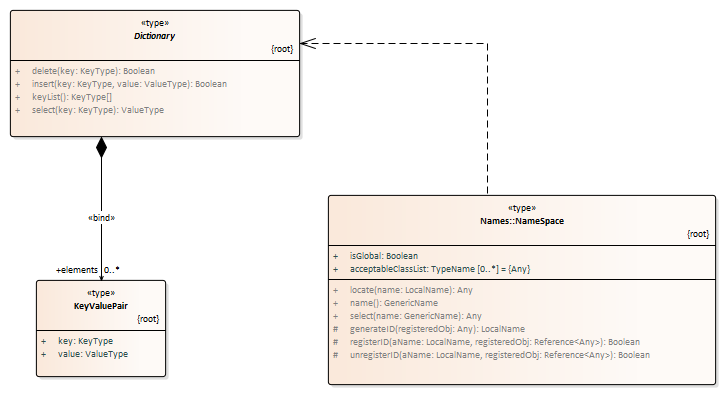 «type»
Dictionary
{root}
+ delete(key: KeyType): Boolean
+ insert(key: KeyType, value: ValueType): Boolean
+ keyList(): KeyType[]
+ select(key: KeyType): ValueType
«bind»
+elements 0..*
«type»
KeyValuePair
{root}
+ key: KeyType
+ value: ValueType
«type»
Names::NameSpace
{root}
+ isGlobal: Boolean
+ acceptableClassList: TypeName [0..*] = {Any}
+ locate(name: LocalName): Any
+ name(): GenericName
+ select(name: GenericName): Any
# generateID(registeredObj: Any): LocalName
# registerID(aName: LocalName, registeredObj: Reference<Any>): Boolean
# unregisterID(aName: LocalName, registeredObj: Reference<Any>): Boolean